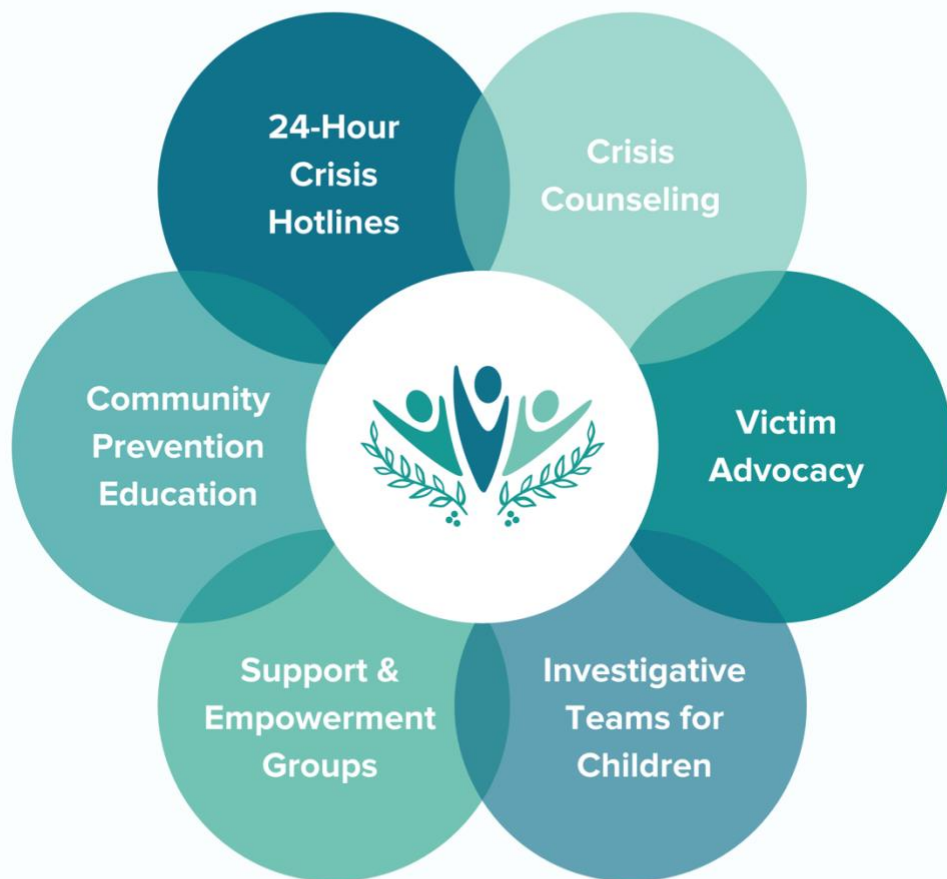 24-Hour
Crisis
Hotlines
Crisis
Counseling
Victim
Advocacy
Investigative
Teams for
Children
Support &
Empowerment
Groups
Community
Prevention
Education